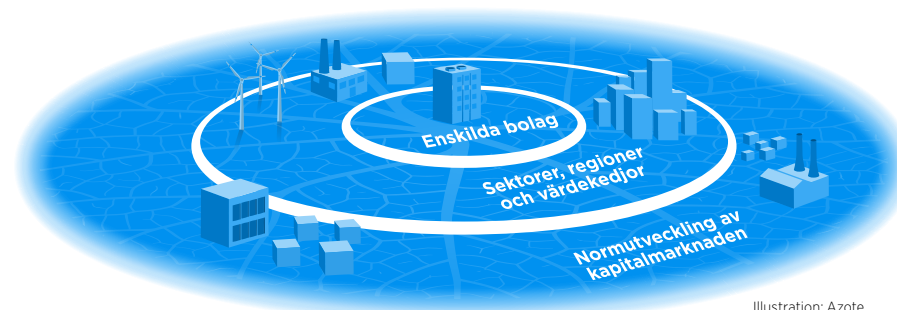 Enskilda bolag
Sektorer, regioner
och värdekedjor
Normutveckling av
kapitalmarknaden
Illustration: Azote